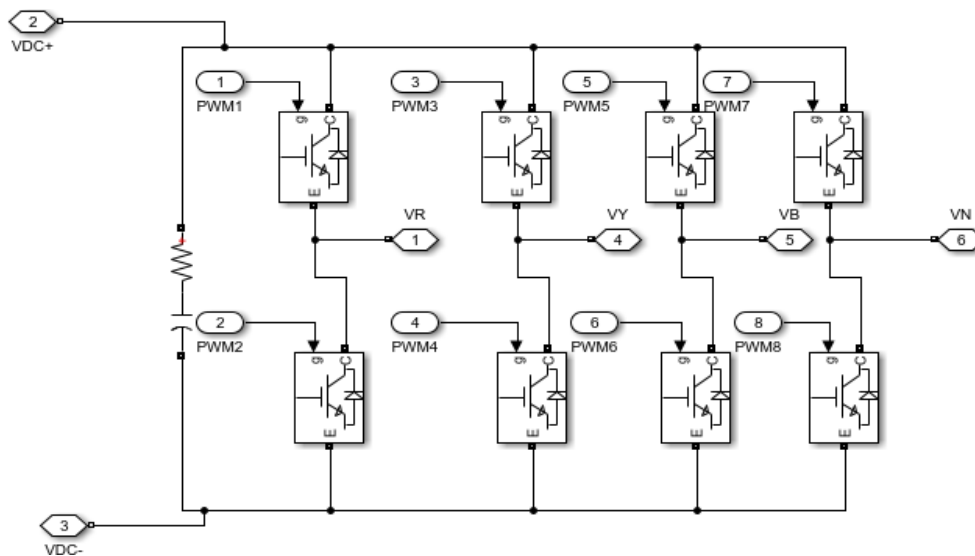 2
VDC+
1
PWM1
3
PWM3
5
PWM5
7
PWM7
g C
E
g C
E
g C
E
g C
E
VR
1
VY
4
VB
5
VN
6
2
PWM2
4
PWM4
6
PWM6
8
PWM8
g C
E
g C
E
g C
E
g C
E
3
VDC-